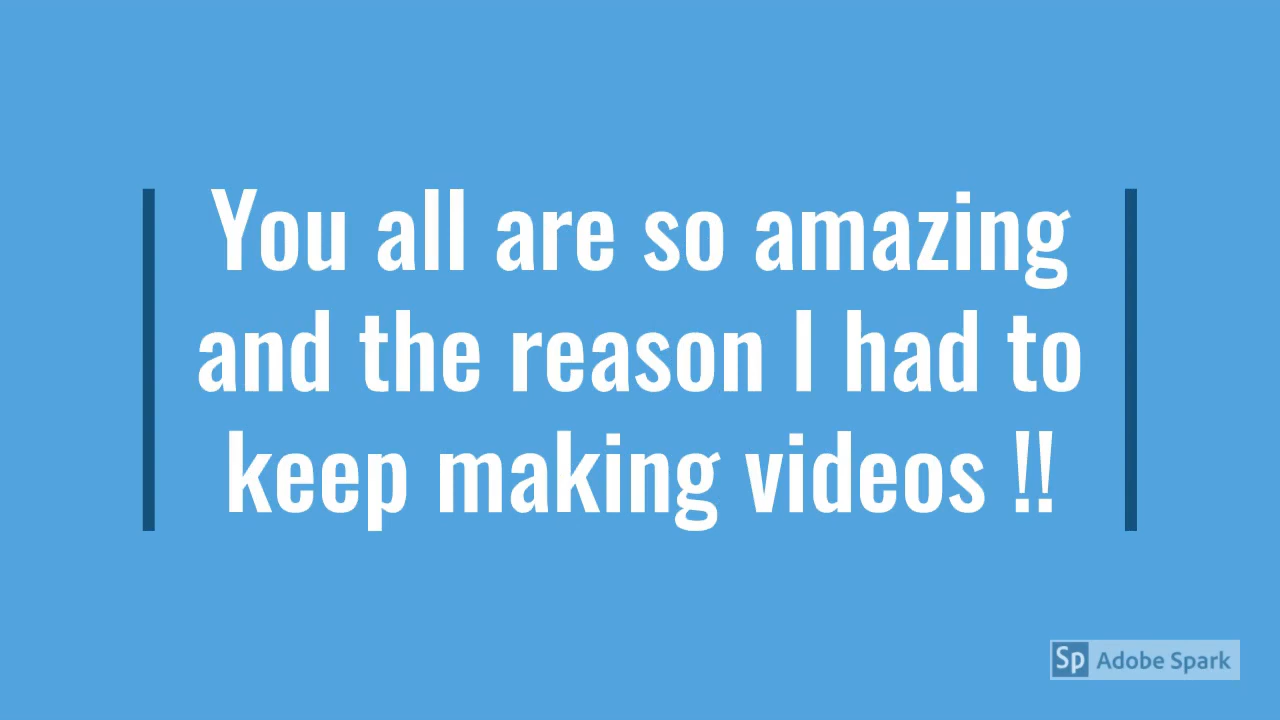 You all are so amazing
and the reason I had to
keep making videos !!
Sp Adobe Spark